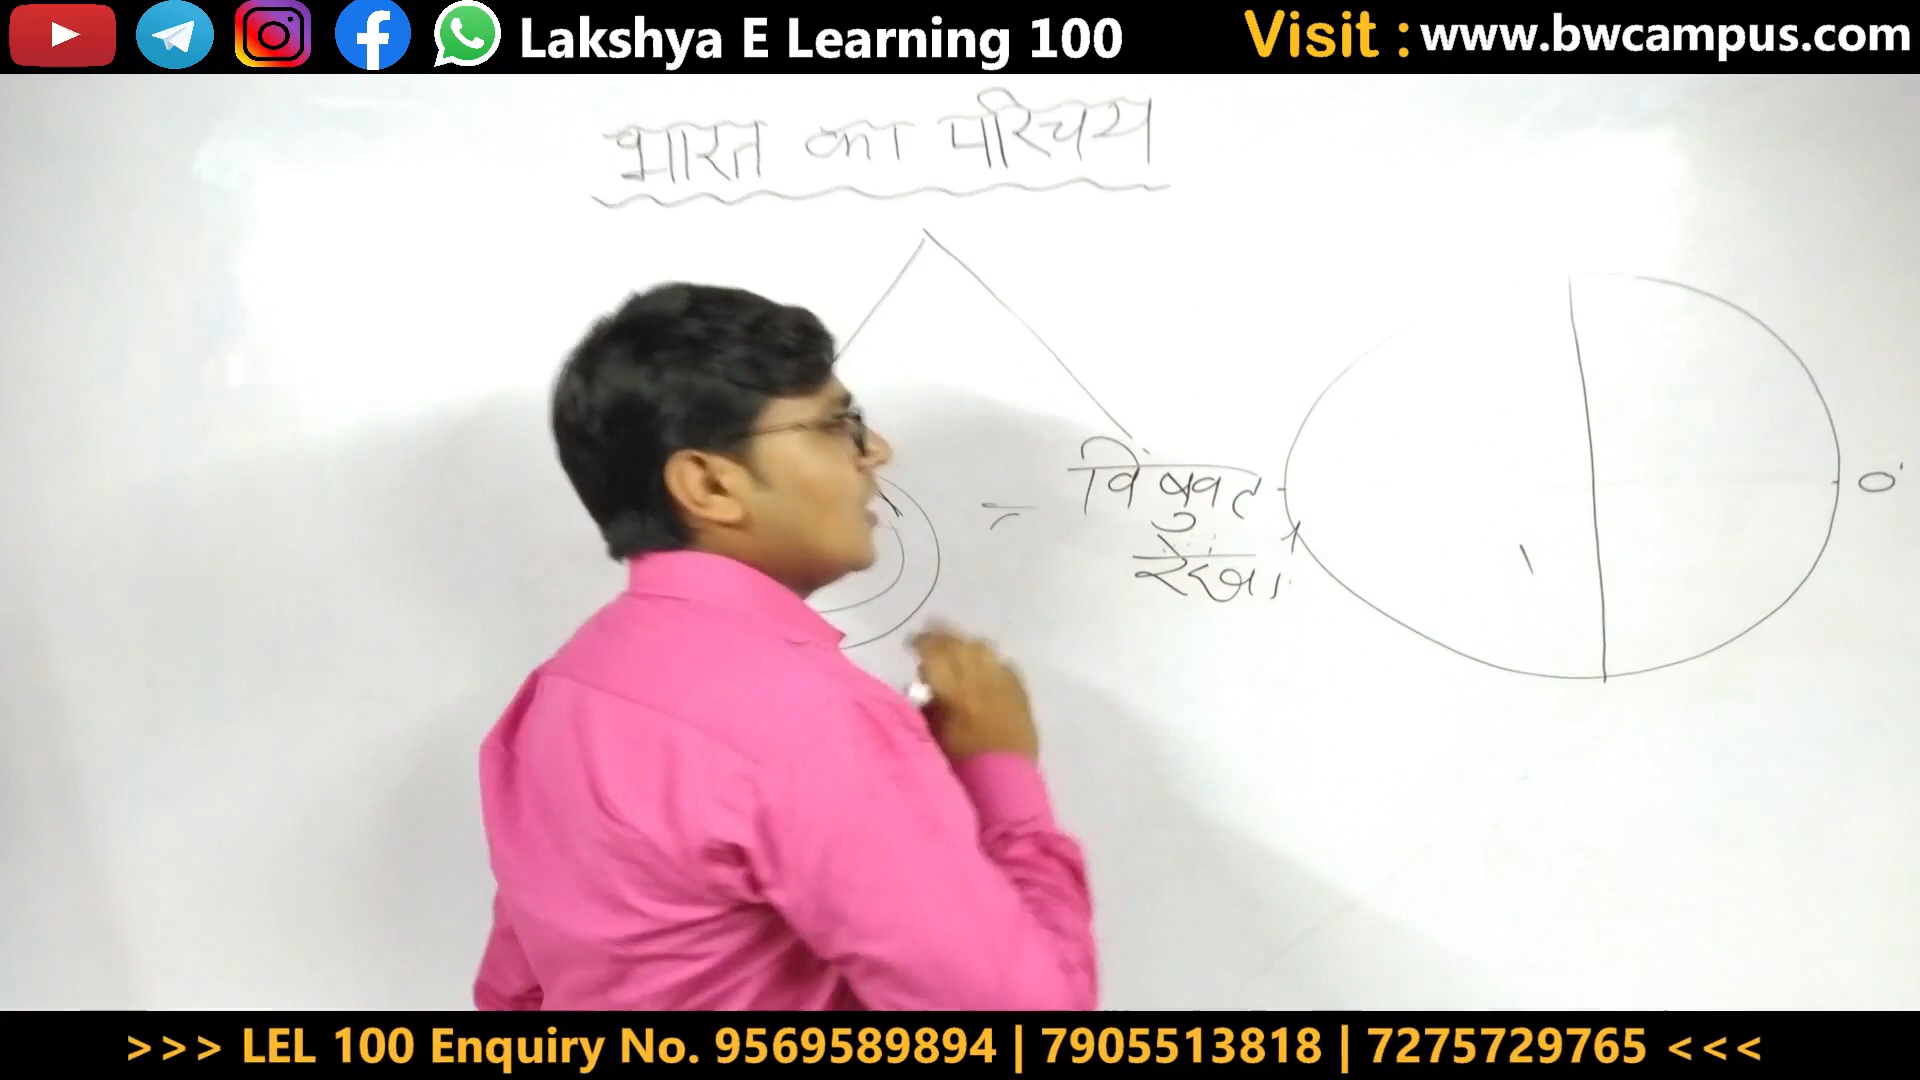 Lakshya E Learning 100 Visit : www.bwcampus.com
भारत का परिचय
= विषुवत
रेखा
0°
>>> LEL 100 Enquiry No. 9569589894 | 7905513818 | 7275729765 <<<